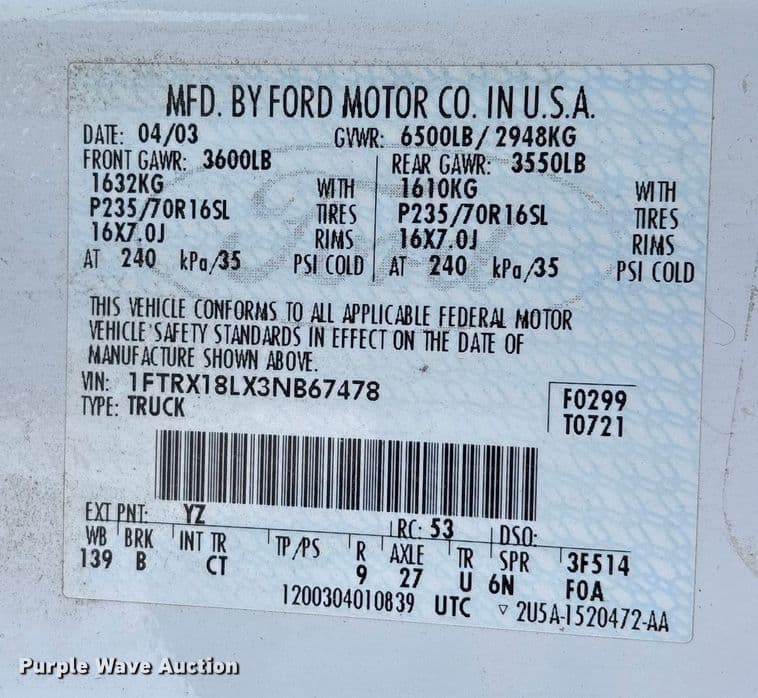 MFD. BY FORD MOTOR CO. IN U.S.A.
DATE: 04/03 GVWR: 6500LB/ 2948KG
FRONT GAWR: 3600LB REAR GAWR: 3550LB
1632KG WITH 1610KG WITH
P235/70R16SL TIRES P235/70R16SL TIRES
16X7.0J RIMS 16X7.0J RIMS
AT 240 kPa/35 PSI COLD AT 240 kPa/35 PSI COLD
THIS VEHICLE CONFORMS TO ALL APPLICABLE FEDERAL MOTOR
VEHICLE SAFETY STANDARDS IN EFFECT ON THE DATE OF
MANUFACTURE SHOWN ABOVE.
VIN: 1FTRX18LX3NB67478 F0299
TYPE: TRUCK T0721
EXT PNT: YZ RC: 53 DSO:
WB BRK INT TR TP/PS R AXLE TR SPR 3F514
139 B CT 9 27 U 6N F0A
1200304010839 UTC ▽ 2U5A-1520472-AA
Purple Wave Auction